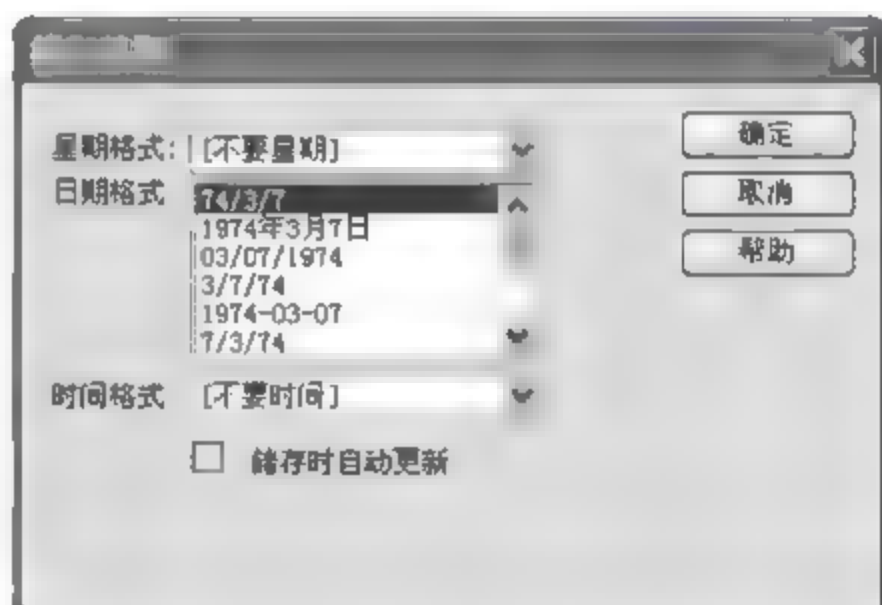 星期格式: [不要星期]
确定
日期格式 74/3/7
取消
1974年3月7日
03/07/1974
帮助
3/7/74
1974-03-07
7/3/74
时间格式 [不要时间]
储存时自动更新